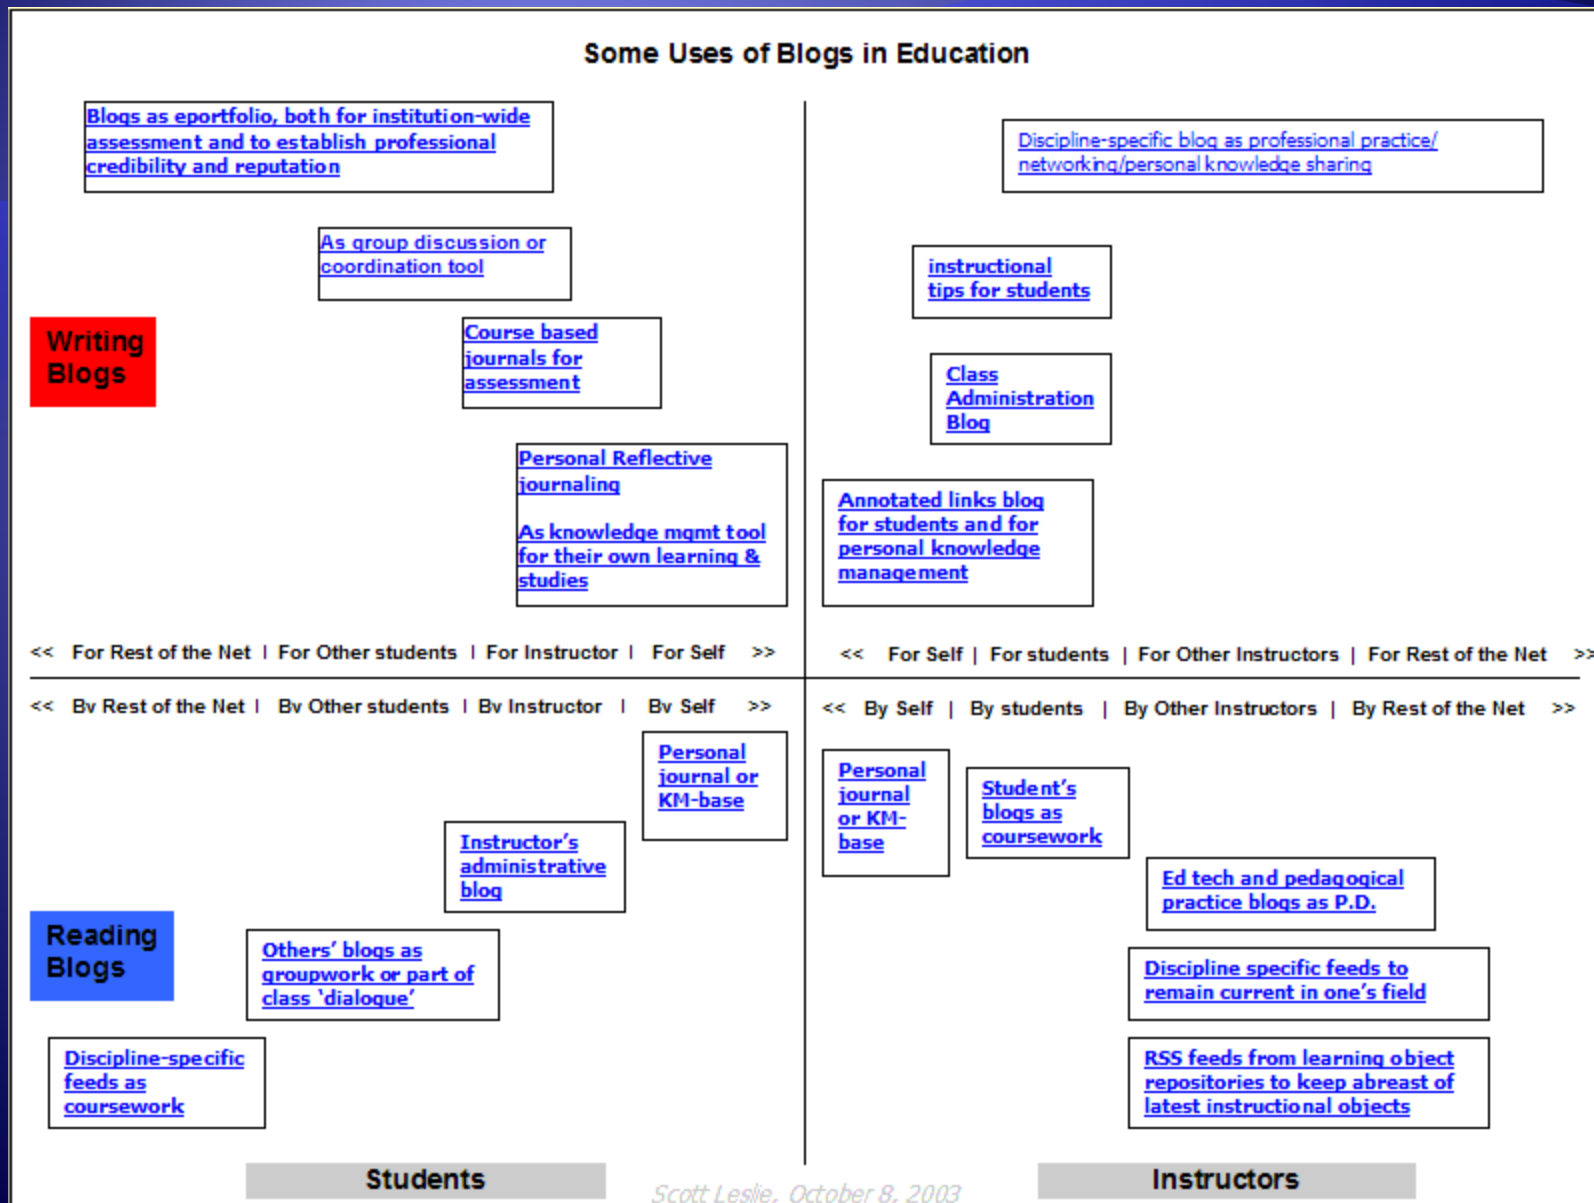 Some Uses of Blogs in Education
Blogs as eportfolio, both for institution-wide
assessment and to establish professional
credibility and reputation
As group discussion or
coordination tool
Writing
Blogs
Course based
journals for
assessment
Personal Reflective
journaling
As knowledge mgmt tool
for their own learning &
studies
<< For Rest of the Net | For Other students | For Instructor | For Self >>
Discipline-specific blog as professional practice/
networking/personal knowledge sharing
instructional
tips for students
Class
Administration
Blog
Annotated links blog
for students and for
personal knowledge
management
<< For Self | For students | For Other Instructors | For Rest of the Net >>
<< By Rest of the Net | By Other students | By Instructor | By Self >>
Personal
journal or
KM-base
Instructor's
administrative
blog
Reading
Blogs
Others' blogs as
groupwork or part of
class 'dialogue'
Discipline-specific
feeds as
coursework
<< By Self | By students | By Other Instructors | By Rest of the Net >>
Personal
journal
or KM-
base
Student's
blogs as
coursework
Ed tech and pedagogical
practice blogs as P.D.
Discipline specific feeds to
remain current in one's field
RSS feeds from learning object
repositories to keep abreast of
latest instructional objects
Students
Scott Leslie, October 8, 2003
Instructors